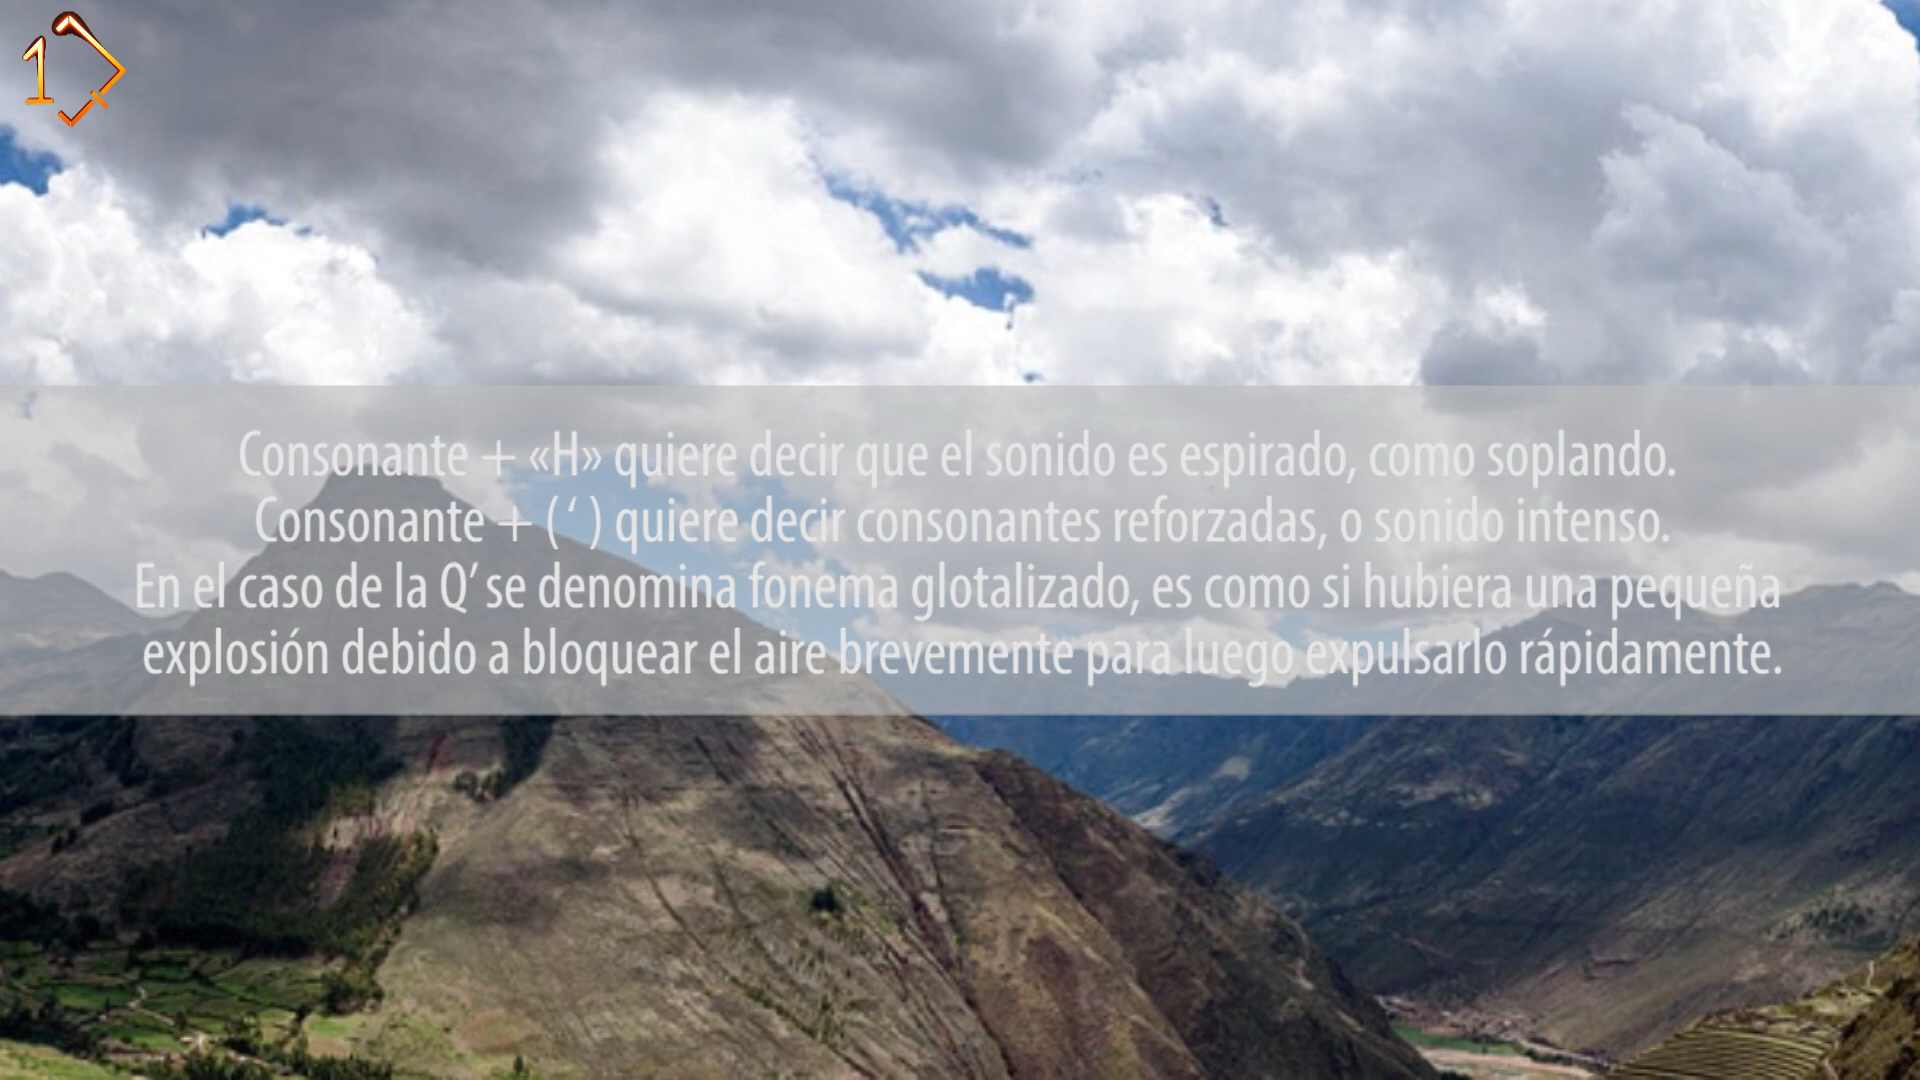 1Q
Consonante + «H» quiere decir que el sonido es espirado, como soplando.
Consonante + ( ‘ ) quiere decir consonantes reforzadas, o sonido intenso.
En el caso de la Q’ se denomina fonema glotalizado, es como si hubiera una pequeña
explosión debido a bloquear el aire brevemente para luego expulsarlo rápidamente.